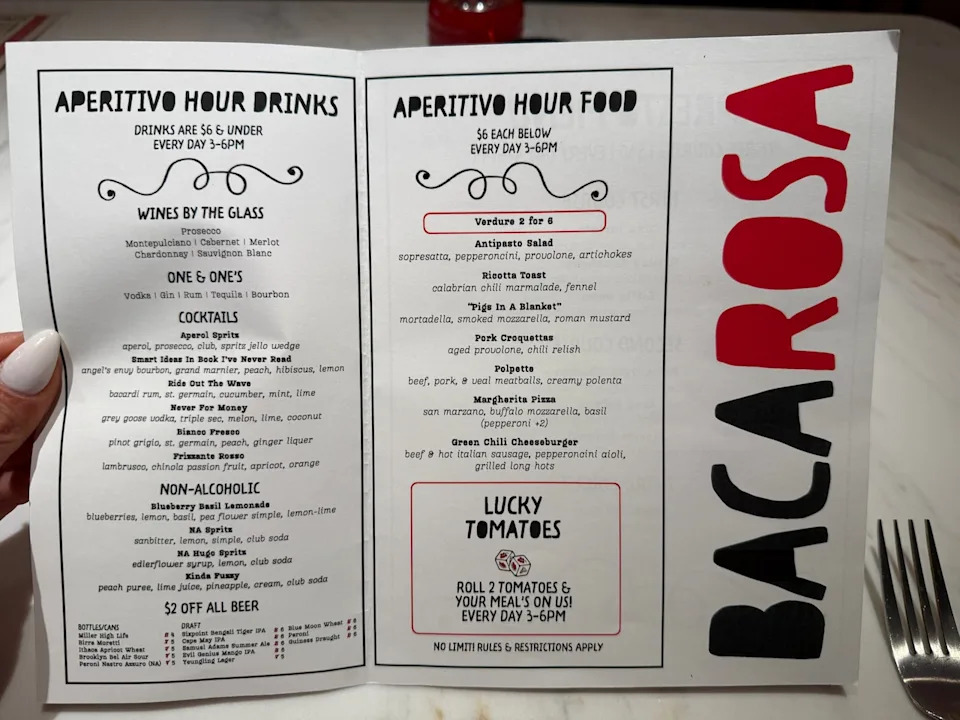 APERITIVO HOUR DRINKS
DRINKS ARE $6 & UNDER
EVERY DAY 3-6PM
WINES BY THE GLASS
Prosecco
Montepulciano | Cabernet | Merlot
Chardonnay | Sauvignon Blanc
ONE & ONE'S
Vodka | Gin | Rum | Tequila | Bourbon
COCKTAILS
Aperol Spritz
aperol, prosecco, club, spritz jello wedge
Smart Ideas In Book I've Never Read
angel's envy bourbon, grand marnier, peach, hibiscus, lemon
Ride Out The Wave
bacardi rum, st. germain, cucumber, mint, lime
Never For Money
grey goose vodka, triple sec, melon, lime, coconut
Bianco Fresco
pinot grigio, st. germain, peach, ginger liquer
Frizzante Rosso
lambrusco, chinola passion fruit, apricot, orange
NON-ALCOHOLIC
Blueberry Basil Lemonade
blueberries, lemon, basil, pea flower simple, lemon-lime
NA Spritz
sanbitter, lemon, simple, club soda
NA Hugo Spritz
edlerflower syrup, lemon, club soda
Kinda Fuzzy
peach puree, lime juice, pineapple, cream, club soda
$2 OFF ALL BEER
BOTTLES/CANS
Miller High Life
Birra Moretti
Ithaca Apricot Wheat
Brooklyn Bel Air Sour
Peroni Nastro Azzuro (NA)
DRAFT
Sixpoint Bengali Tiger IPA
Cape May IPA
Samuel Adams Summer Ale
Evil Genius Mango IPA
Yeungling Lager
Blue Moon Wheat
Peroni
Guiness Draught
APERITIVO HOUR FOOD
$6 EACH BELOW
EVERY DAY 3-6PM
Verdure 2 for 6
Antipasto Salad
sopresatta, pepperoncini, provolone, artichokes
Ricotta Toast
calabrian chili marmalade, fennel
"Pigs In A Blanket"
mortadella, smoked mozzarella, roman mustard
Pork Croquettas
aged provolone, chili relish
Polpette
beef, pork, & veal meatballs, creamy polenta
Margherita Pizza
san marzano, buffalo mozzarella, basil
(pepperoni +2)
Green Chili Cheeseburger
beef & hot italian sausage, pepperoncini aioli,
grilled long hots
LUCKY
TOMATOES
ROLL 2 TOMATOES &
YOUR MEAL'S ON US!
EVERY DAY 3-6PM
NO LIMIT! RULES & RESTRICTIONS APPLY
BACAROSA